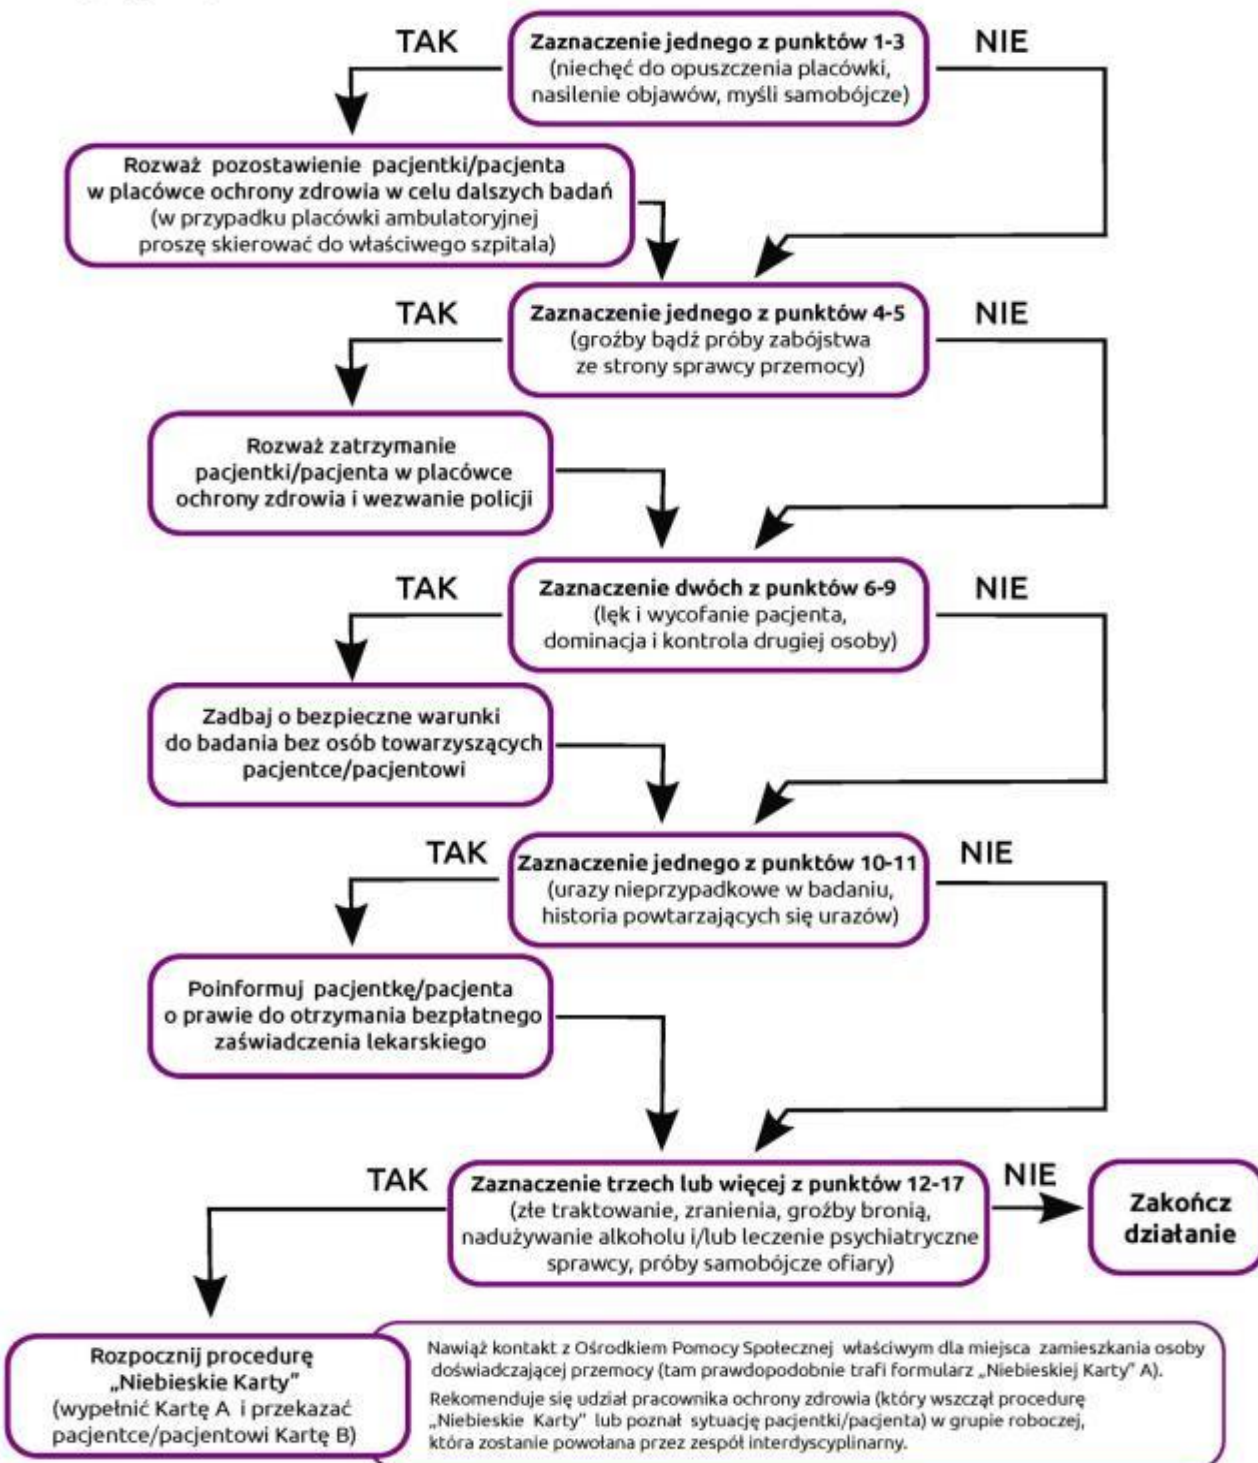 TAK
Zaznaczenie jednego z punktów 1-3
(niechęć do opuszczenia placówki,
nasilenie objawów, myśli samobójcze)
NIE
Rozważ pozostawienie pacjentki/pacjenta
w placówce ochrony zdrowia w celu dalszych badań
(w przypadku placówki ambulatoryjnej
proszę skierować do właściwego szpitala)
TAK
Zaznaczenie jednego z punktów 4-5
(groźby bądź próby zabójstwa
ze strony sprawcy przemocy)
NIE
Rozważ zatrzymanie
pacjentki/pacjenta w placówce
ochrony zdrowia i wezwanie policji
TAK
Zaznaczenie dwóch z punktów 6-9
(lęk i wycofanie pacjenta,
dominacja i kontrola drugiej osoby)
NIE
Zadbaj o bezpieczne warunki
do badania bez osób towarzyszących
pacjentce/pacjentowi
TAK
Zaznaczenie jednego z punktów 10-11
(urazy nieprzypadkowe w badaniu,
historia powtarzających się urazów)
NIE
Poinformuj pacjentkę/pacjenta
o prawie do otrzymania bezpłatnego
zaświadczenia lekarskiego
TAK
Zaznaczenie trzech lub więcej z punktów 12-17
(złe traktowanie, zranienia, groźby bronią,
nadużywanie alkoholu i/lub leczenie psychiatryczne
sprawcy, próby samobójcze ofiary)
NIE
Zakończ
działanie
Rozpocznij procedurę
„Niebieskie Karty"
(wypełnić Kartę A i przekazać
pacjentce/pacjentowi Kartę B)
Nawiąż kontakt z Ośrodkiem Pomocy Społecznej właściwym dla miejsca zamieszkania osoby
doświadczającej przemocy (tam prawdopodobnie trafi formularz „Niebieskiej Karty" A).
Rekomenduje się udział pracownika ochrony zdrowia (który wszczął procedurę
„Niebieskie Karty" lub poznał sytuację pacjentki/pacjenta) w grupie roboczej,
która zostanie powołana przez zespół interdyscyplinarny.